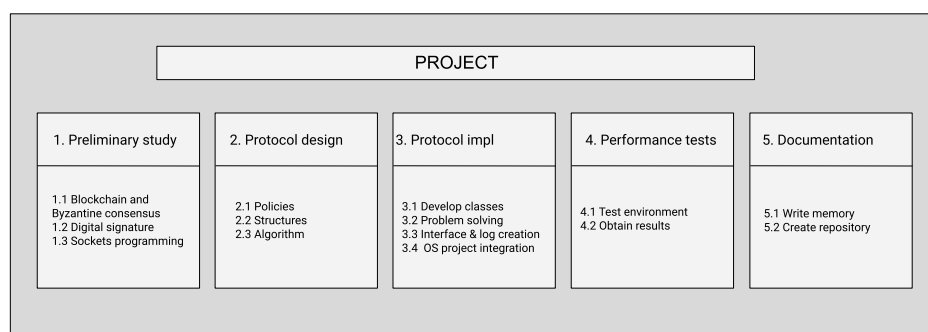 PROJECT
1. Preliminary study
1.1 Blockchain and
Byzantine consensus
1.2 Digital signature
1.3 Sockets programming
2. Protocol design
2.1 Policies
2.2 Structures
2.3 Algorithm
3. Protocol impl
3.1 Develop classes
3.2 Problem solving
3.3 Interface & log creation
3.4 OS project integration
4. Performance tests
4.1 Test environment
4.2 Obtain results
5. Documentation
5.1 Write memory
5.2 Create repository